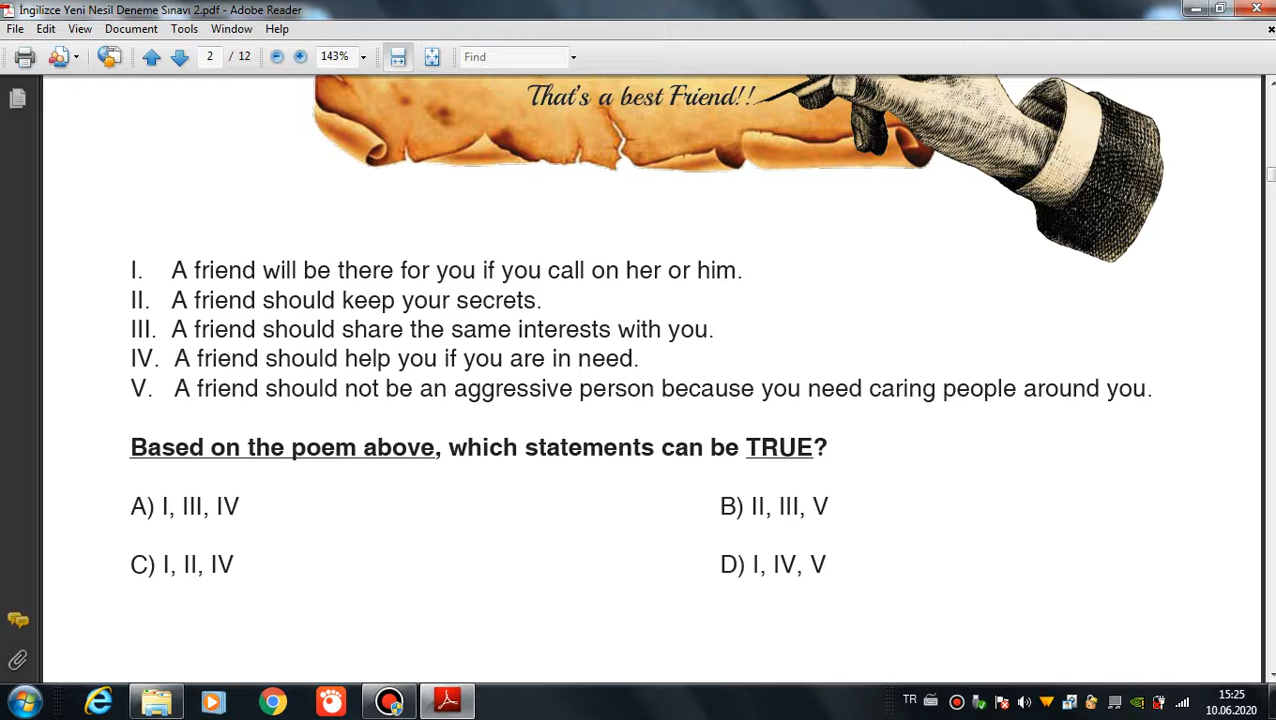 İngilizce Yeni Nesil Deneme Sınavı 2.pdf - Adobe Reader
File Edit View Document Tools Window Help
2 / 12 143% Find
That's a best Friend!!
I. A friend will be there for you if you call on her or him.
II. A friend should keep your secrets.
III. A friend should share the same interests with you.
IV. A friend should help you if you are in need.
V. A friend should not be an aggressive person because you need caring people around you.
Based on the poem above, which statements can be TRUE?
A) I, III, IV B) II, III, V
C) I, II, IV D) I, IV, V
TR 15:25
10.06.2020